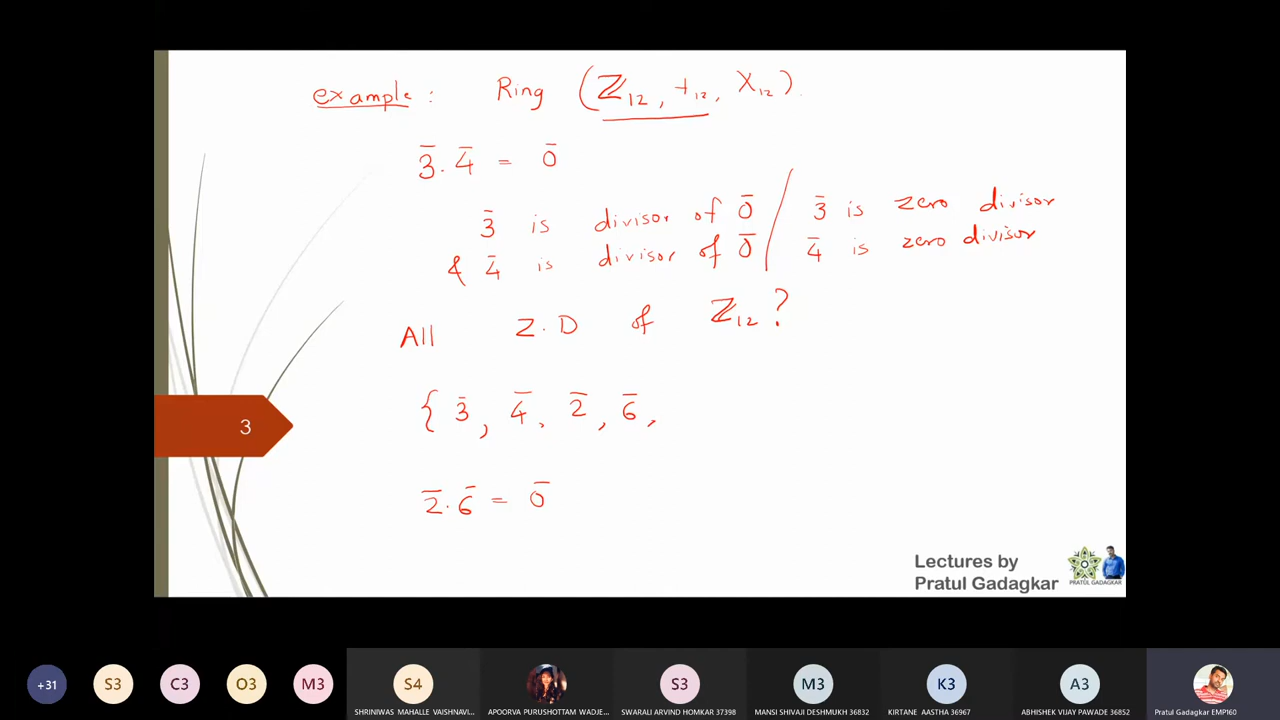 example : Ring (ℤ₁₂, +₁₂, X₁₂).
3̄ . 4̄ = 0̄
3̄ is divisor of 0̄ / 3̄ is zero divisor
& 4̄ is divisor of 0̄ / 4̄ is zero divisor
All Z.D of ℤ₁₂ ?
{ 3̄, 4̄, 2̄, 6̄,
3
2̄ . 6̄ = 0̄
Lectures by
Pratul Gadagkar
PRATUL GADAGKAR
+31 S3 C3 O3 M3 S4 S3 M3 K3 A3
SHRINIWAS MAHALLE VAISHNAVI... APOORVA PURUSHOTTAM WADJE... SWARALI ARVIND HOMKAR 37398 MANSI SHIVAJI DESHMUKH 36832 KIRTANE AASTHA 36967 ABHISHEK VIJAY PAWADE 36852 Pratul Gadagkar EMP160